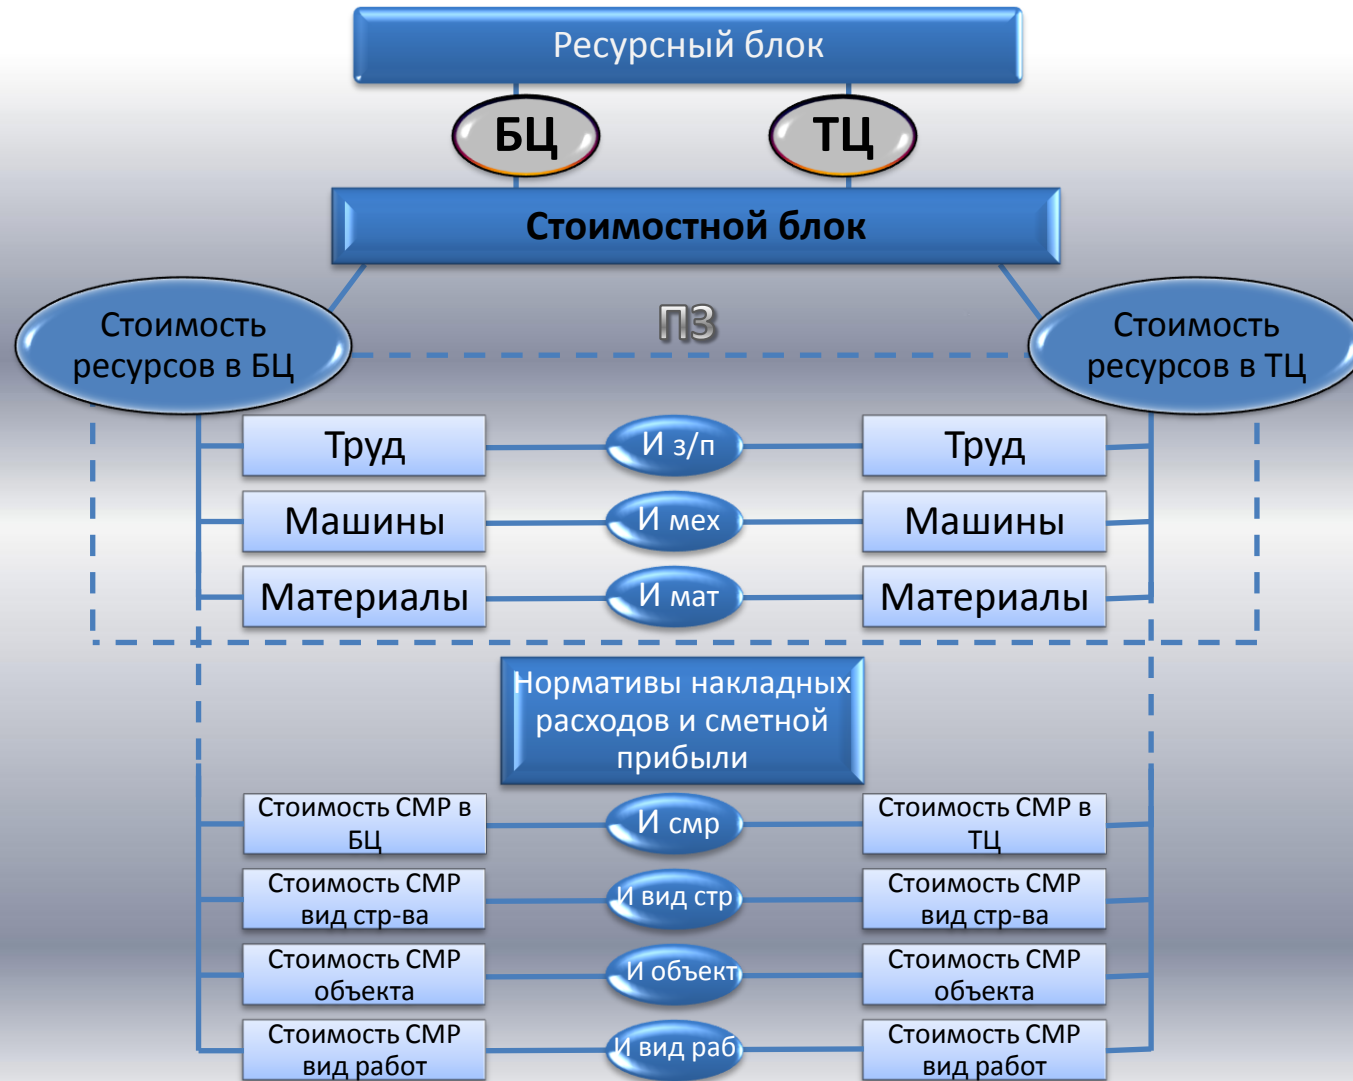 Ресурсный блок
БЦ
ТЦ
Стоимостной блок
Стоимость
ресурсов в БЦ
ПЗ
Стоимость
ресурсов в ТЦ
Труд
И з/п
Труд
Машины
И мех
Машины
Материалы
И мат
Материалы
Нормативы накладных
расходов и сметной
прибыли
Стоимость СМР в
БЦ
И смр
Стоимость СМР в
ТЦ
Стоимость СМР
вид стр-ва
И вид стр
Стоимость СМР
вид стр-ва
Стоимость СМР
объекта
И объект
Стоимость СМР
объекта
Стоимость СМР
вид работ
И вид раб
Стоимость СМР
вид работ